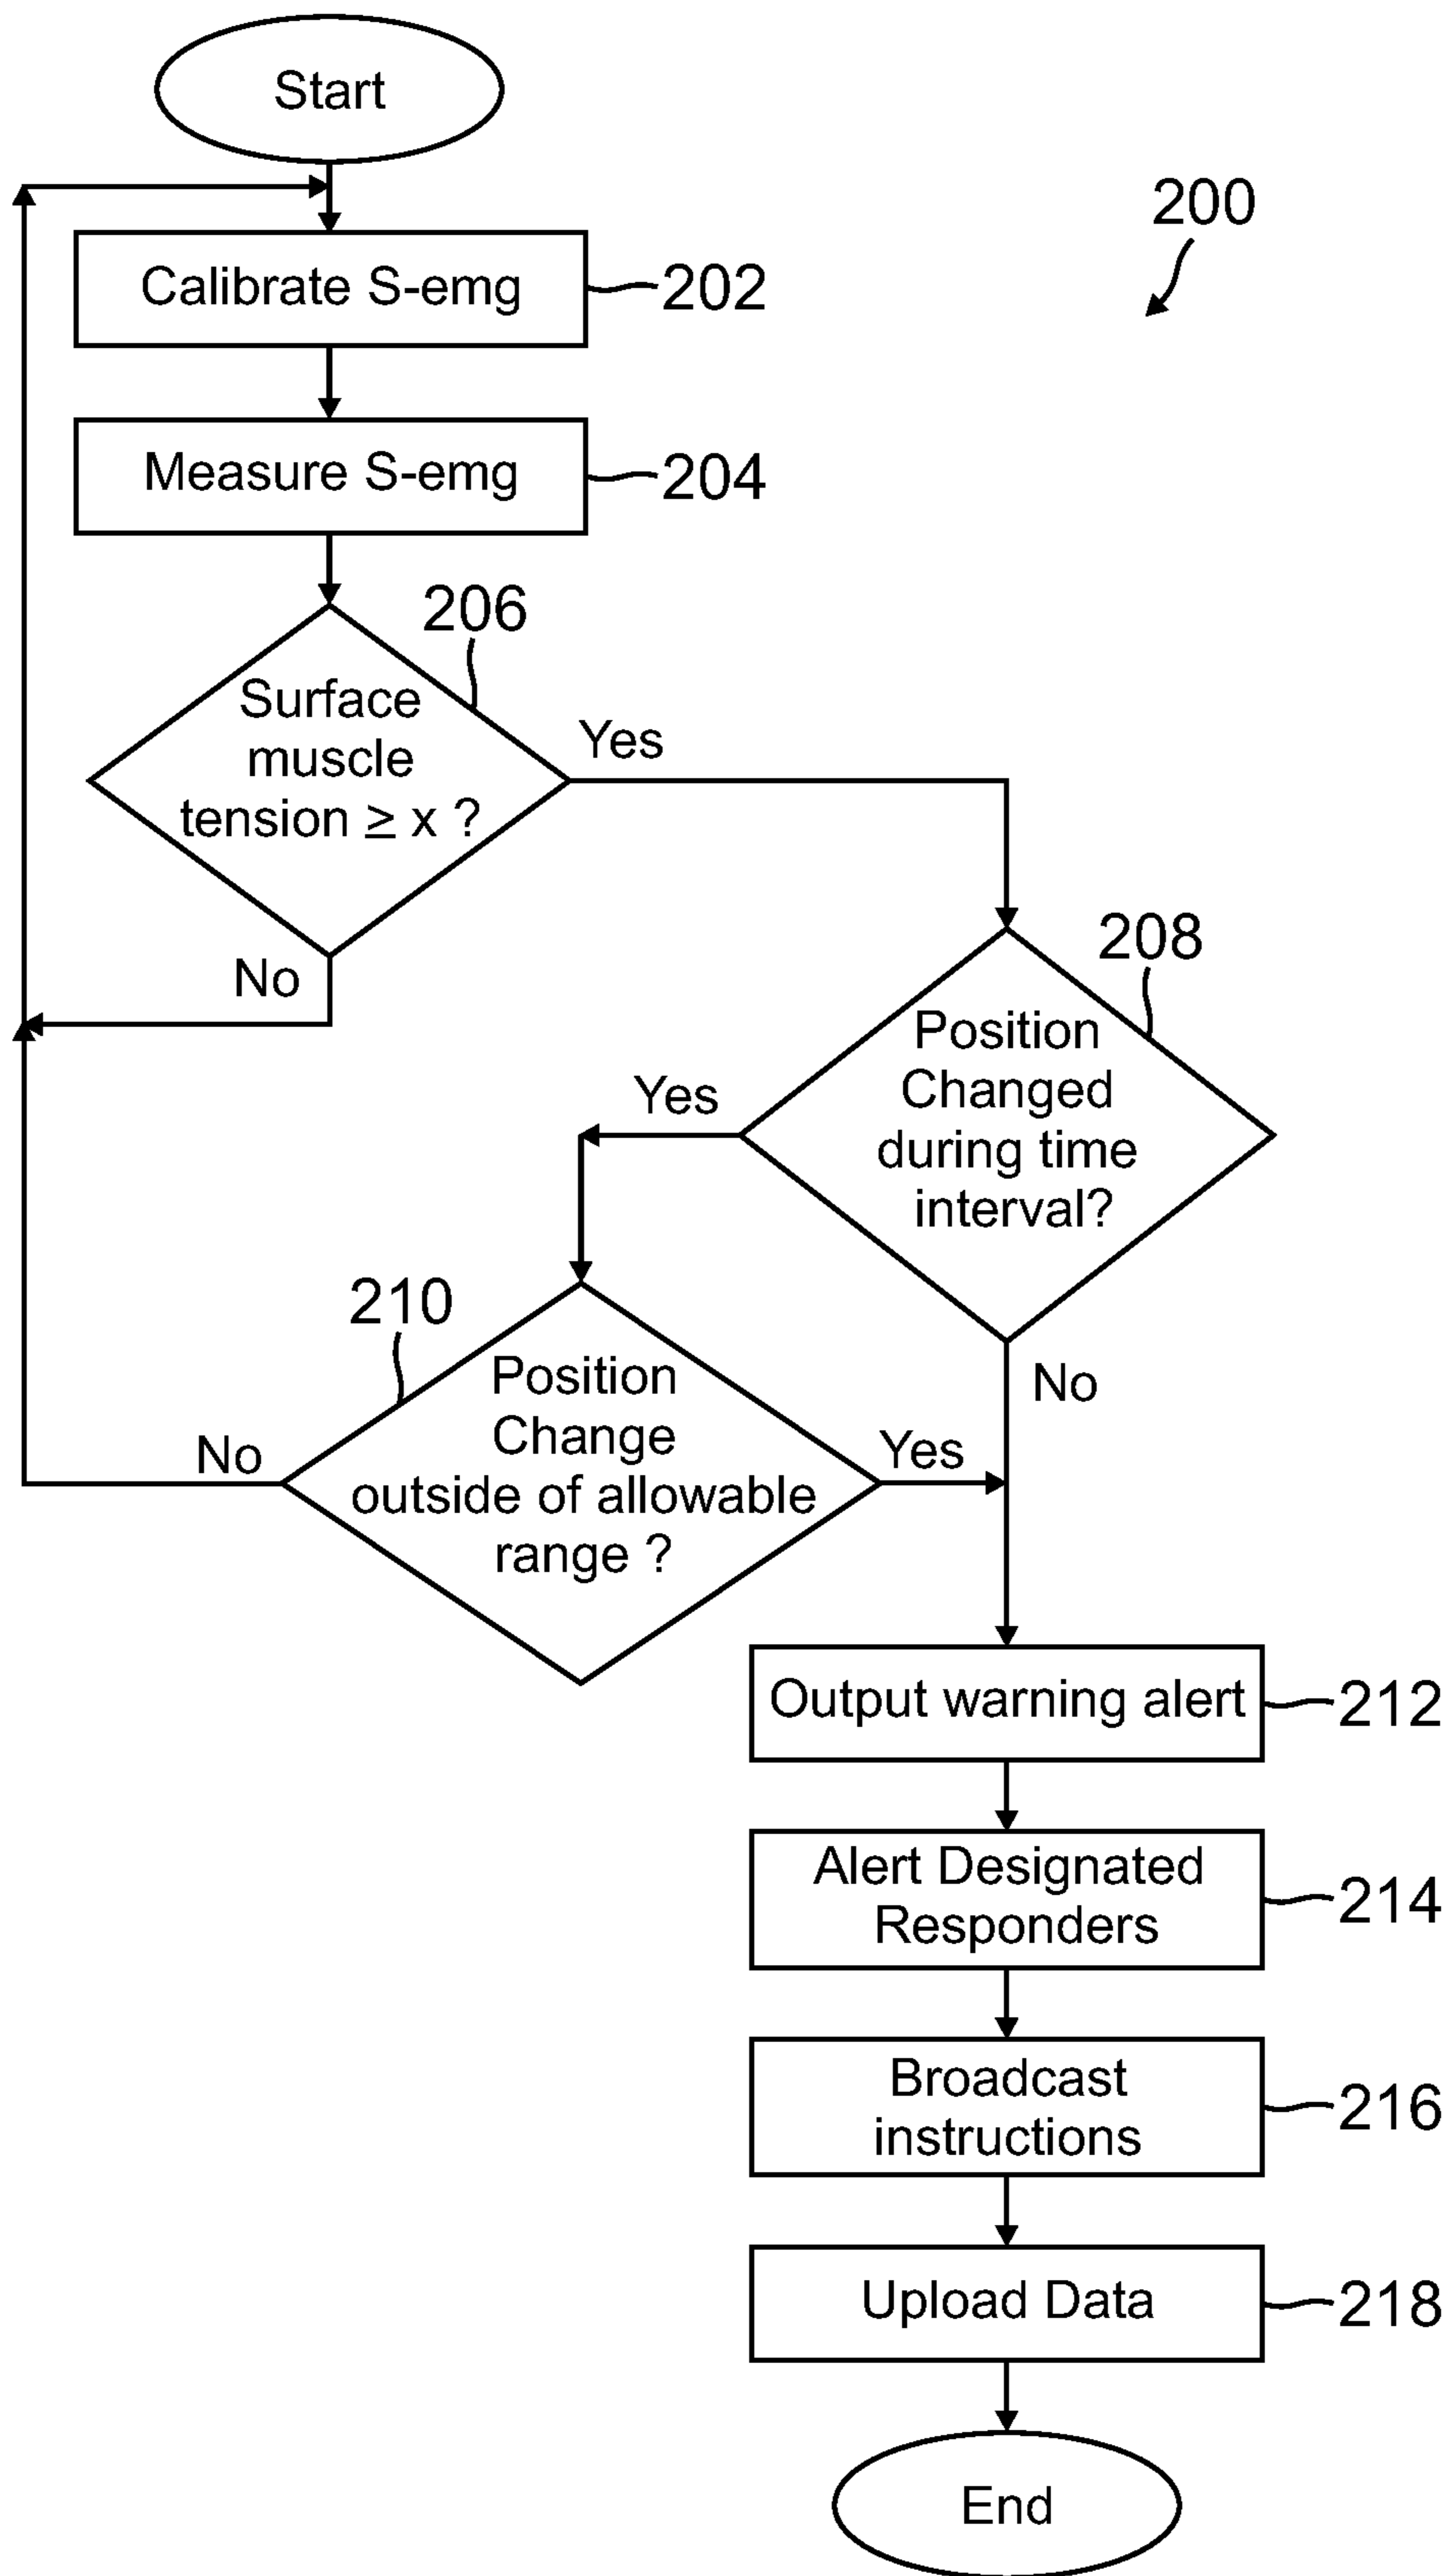 Start
200
Calibrate S-emg
202
Measure S-emg
204
206
Surface
muscle
tension ≥ x ?
Yes
No
208
Position
Changed
during time
interval?
Yes
No
210
Position
Change
outside of allowable
range ?
No
Yes
Output warning alert
212
Alert Designated
Responders
214
Broadcast
instructions
216
Upload Data
218
End